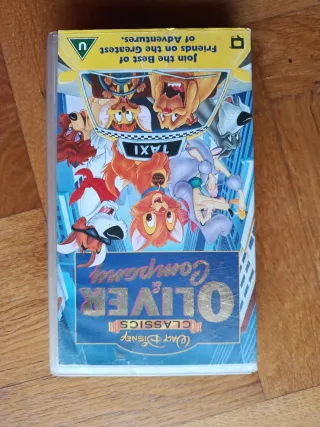 WALT DISNEY
CLASSICS
OLIVER
&
Company
TAXI
Join the Best of
Friends on the Greatest
of Adventures.
U